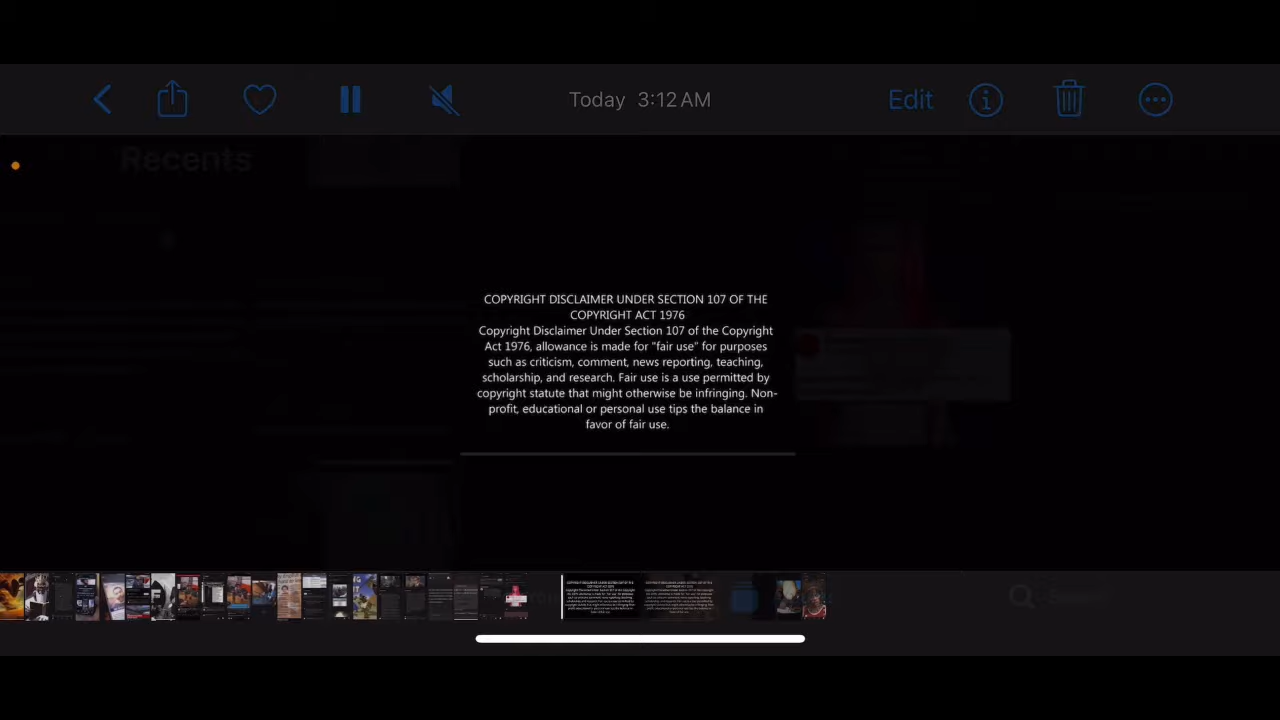 Today 3:12 AM
Edit
Recents
COPYRIGHT DISCLAIMER UNDER SECTION 107 OF THE
COPYRIGHT ACT 1976
Copyright Disclaimer Under Section 107 of the Copyright
Act 1976, allowance is made for "fair use" for purposes
such as criticism, comment, news reporting, teaching,
scholarship, and research. Fair use is a use permitted by
copyright statute that might otherwise be infringing. Non-
profit, educational or personal use tips the balance in
favor of fair use.